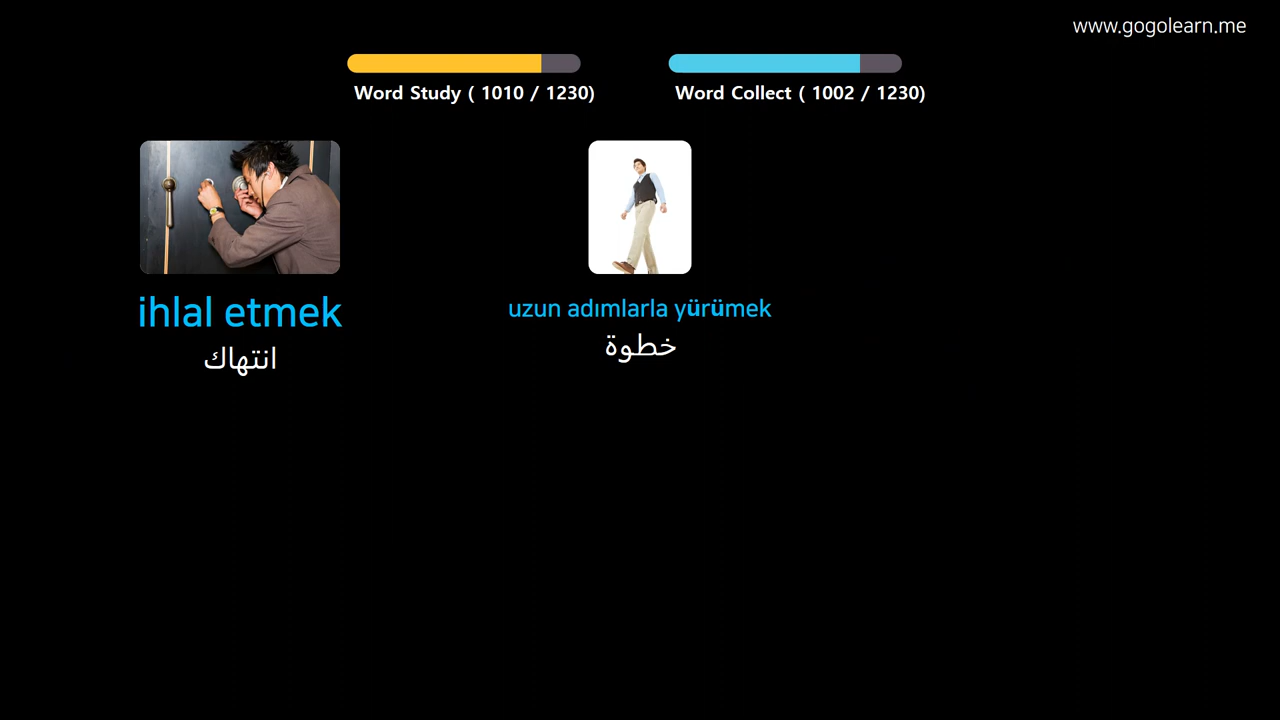 www.gogolearn.me
Word Study ( 1010 / 1230)
Word Collect ( 1002 / 1230)
ihlal etmek
انتهاك
uzun adımlarla yürümek
خطوة